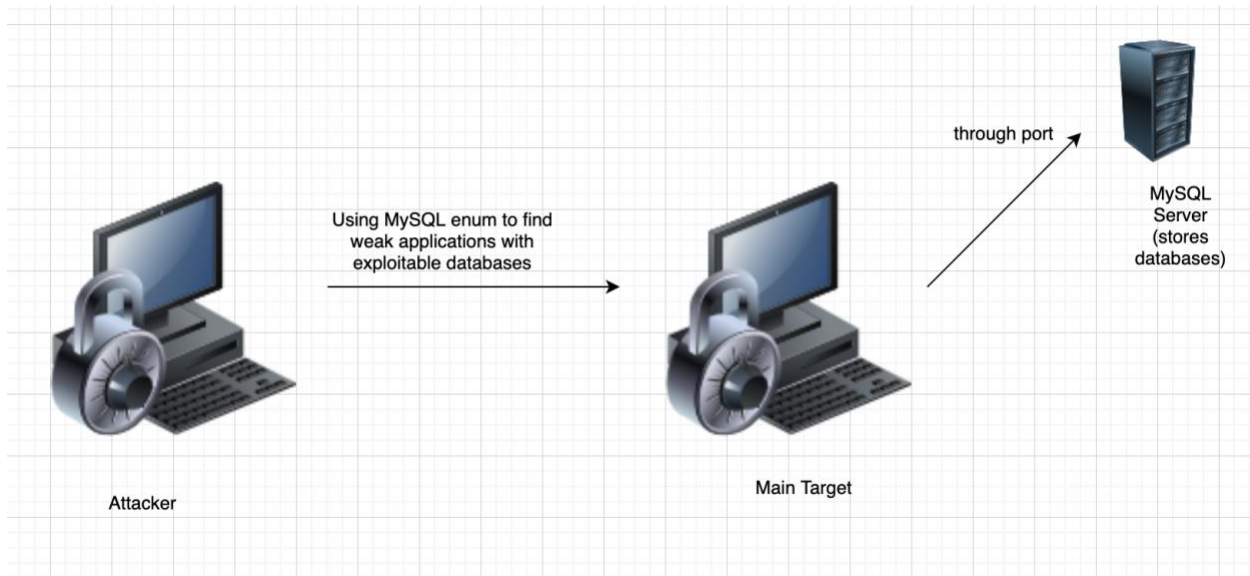 Using MySQL enum to find
weak applications with
exploitable databases
through port
MySQL
Server
(stores
databases)
Attacker
Main Target